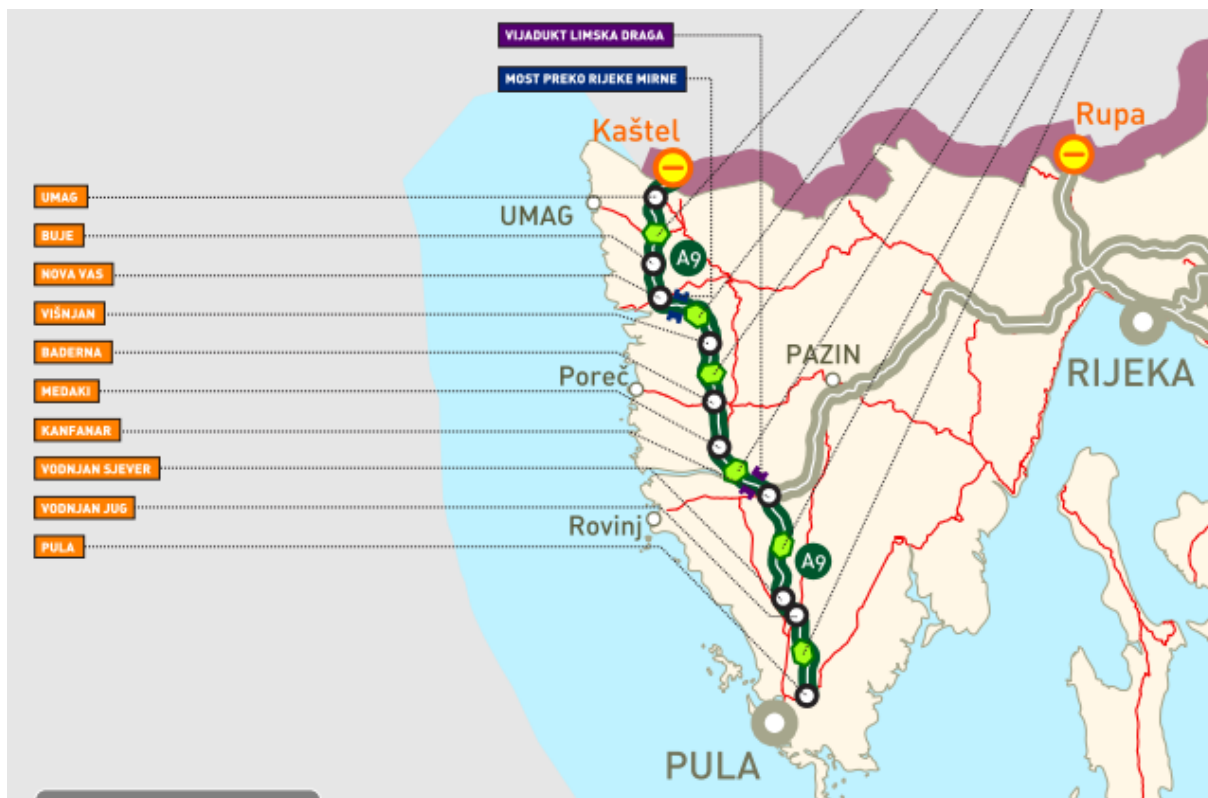 VIJADUKT LIMSKA DRAGA
MOST PREKO RIJEKE MIRNE
Kaštel
Rupa
UMAG
UMAG
BUJE
A9
NOVA VAS
VIŠNJAN
BADERNA
PAZIN
RIJEKA
Poreč
MEDAKI
KANFANAR
VODNJAN SJEVER
VODNJAN JUG
Rovinj
PULA
A9
PULA